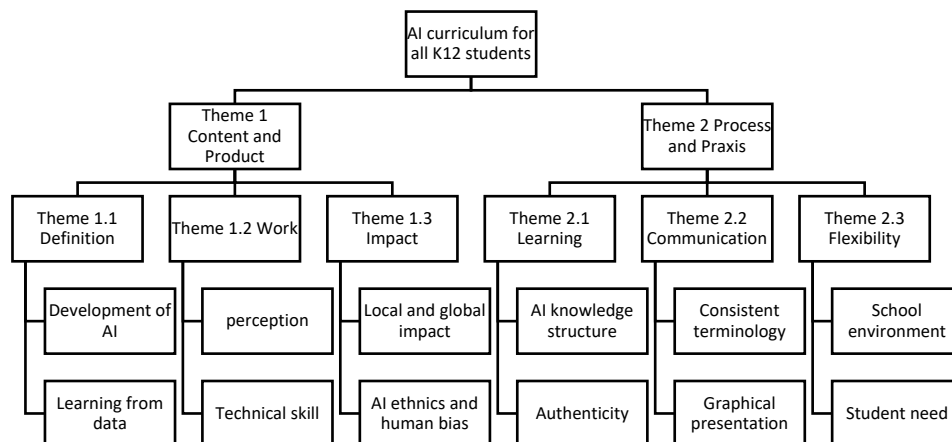 AI curriculum for
all K12 students
Theme 1
Content and
Product
Theme 2 Process
and Praxis
Theme 1.1
Definition
Theme 1.2 Work
Theme 1.3
Impact
Theme 2.1
Learning
Theme 2.2
Communication
Theme 2.3
Flexibility
Development of
AI
perception
Local and global
impact
AI knowledge
structure
Consistent
terminology
School
environment
Learning from
data
Technical skill
AI ethnics and
human bias
Authenticity
Graphical
presentation
Student need